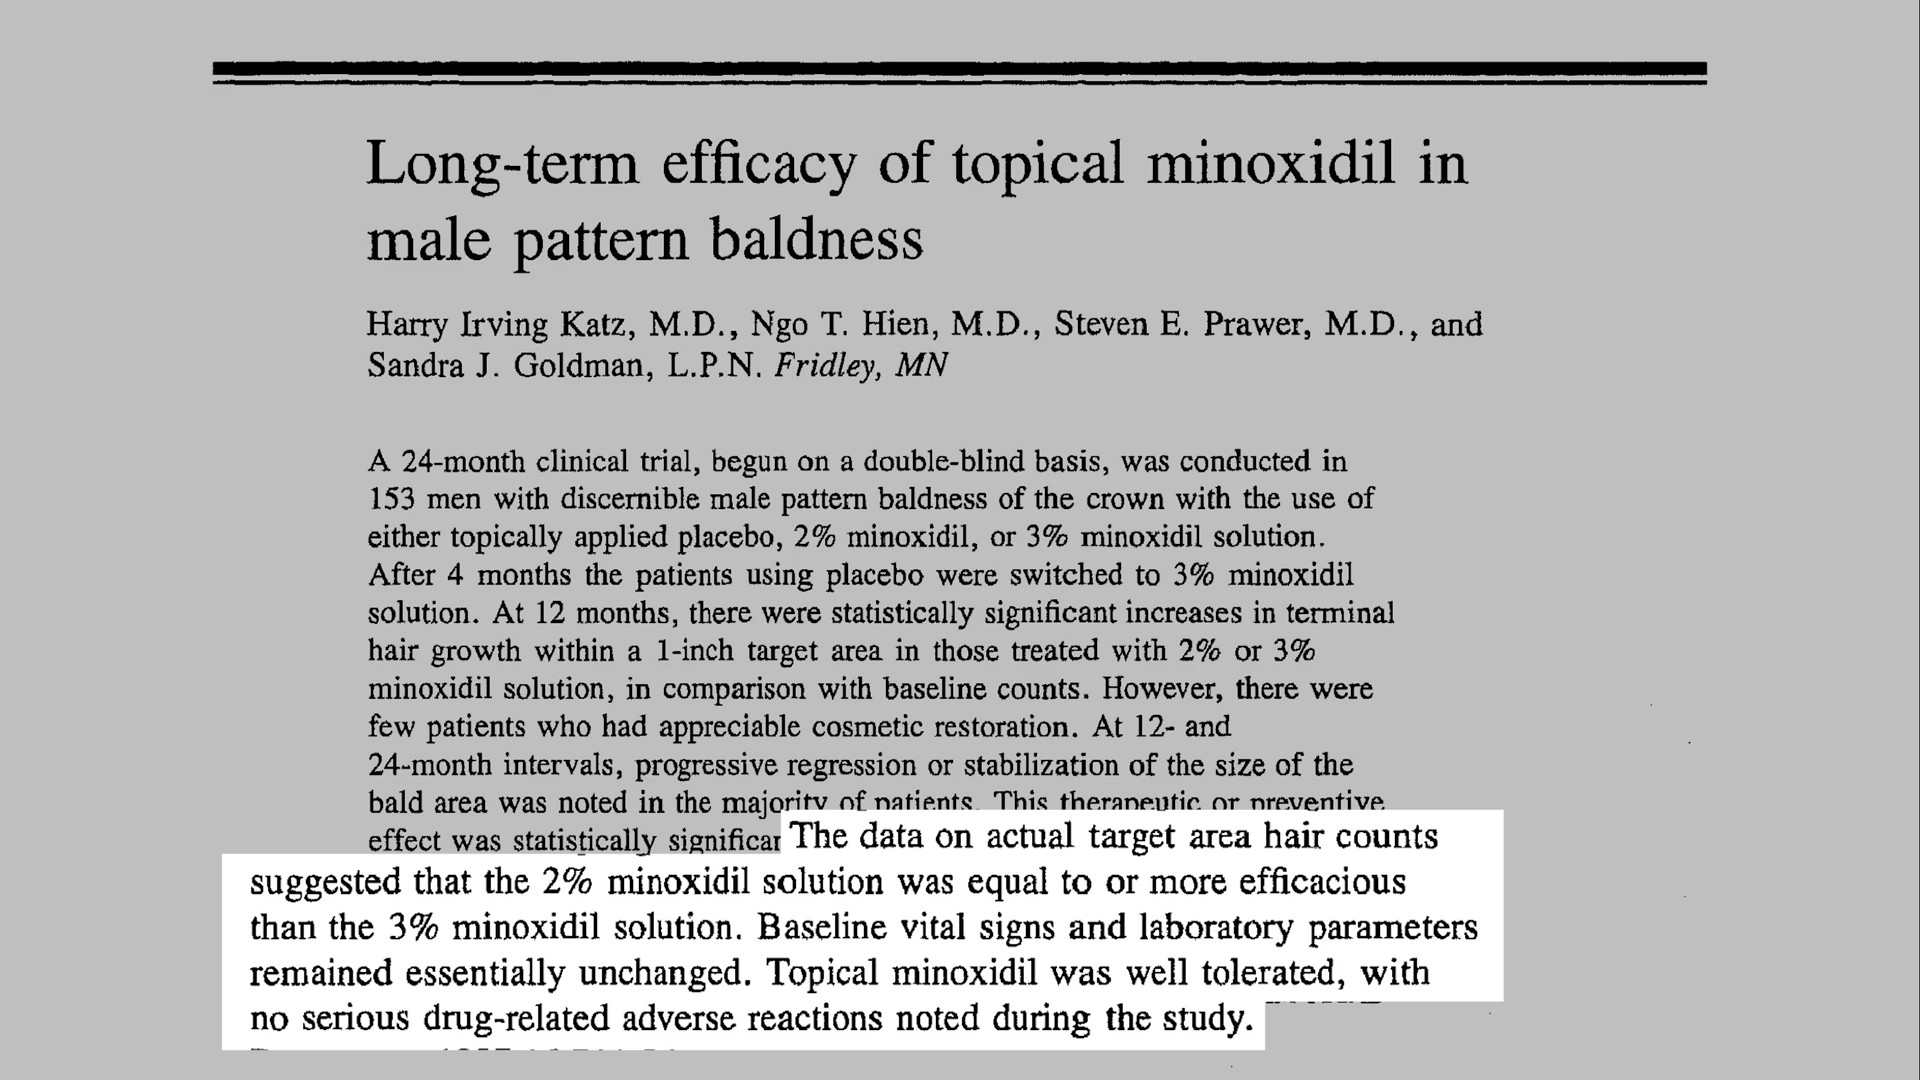 Long-term efficacy of topical minoxidil in
male pattern baldness
Harry Irving Katz, M.D., Ngo T. Hien, M.D., Steven E. Prawer, M.D., and
Sandra J. Goldman, L.P.N. Fridley, MN
A 24-month clinical trial, begun on a double-blind basis, was conducted in
153 men with discernible male pattern baldness of the crown with the use of
either topically applied placebo, 2% minoxidil, or 3% minoxidil solution.
After 4 months the patients using placebo were switched to 3% minoxidil
solution. At 12 months, there were statistically significant increases in terminal
hair growth within a 1-inch target area in those treated with 2% or 3%
minoxidil solution, in comparison with baseline counts. However, there were
few patients who had appreciable cosmetic restoration. At 12- and
24-month intervals, progressive regression or stabilization of the size of the
bald area was noted in the majority of patients. This therapeutic or preventive
effect was statistically The data on actual target area hair counts
suggested that the 2% minoxidil solution was equal to or more efficacious
than the 3% minoxidil solution. Baseline vital signs and laboratory parameters
remained essentially unchanged. Topical minoxidil was well tolerated, with
no serious drug-related adverse reactions noted during the study.